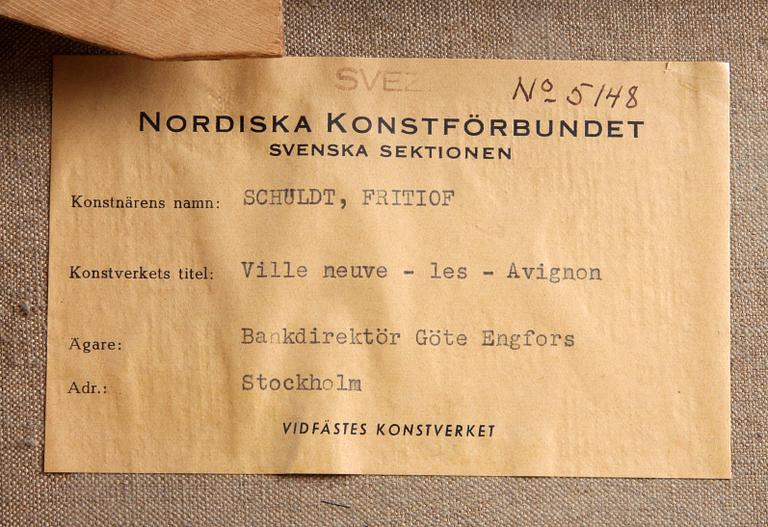 SVEZ
Nº 5148
NORDISKA KONSTFÖRBUNDET
SVENSKA SEKTIONEN
Konstnärens namn: SCHULDT, FRITIOF
Konstverkets titel: Ville neuve - les - Avignon
Ägare: Bankdirektör Göte Engfors
Adr.: Stockholm
VIDFÄSTES KONSTVERKET